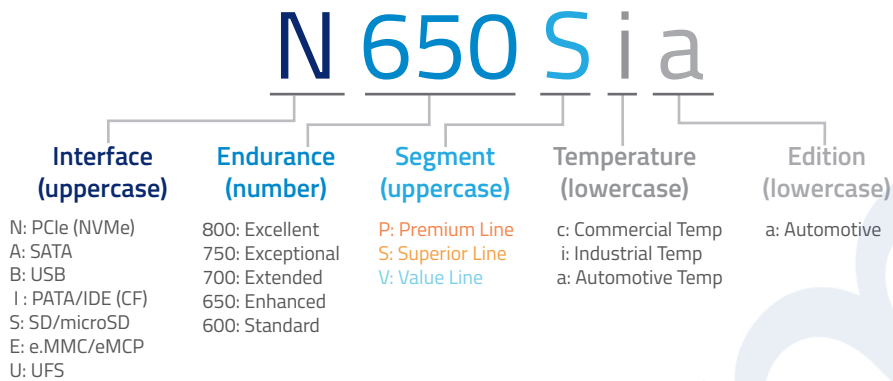 N 650 S i a
Interface
(uppercase)
N: PCIe (NVMe)
A: SATA
B: USB
I : PATA/IDE (CF)
S: SD/microSD
E: e.MMC/eMCP
U: UFS
Endurance
(number)
800: Excellent
750: Exceptional
700: Extended
650: Enhanced
600: Standard
Segment
(uppercase)
P: Premium Line
S: Superior Line
V: Value Line
Temperature
(lowercase)
c: Commercial Temp
i: Industrial Temp
a: Automotive Temp
Edition
(lowercase)
a: Automotive